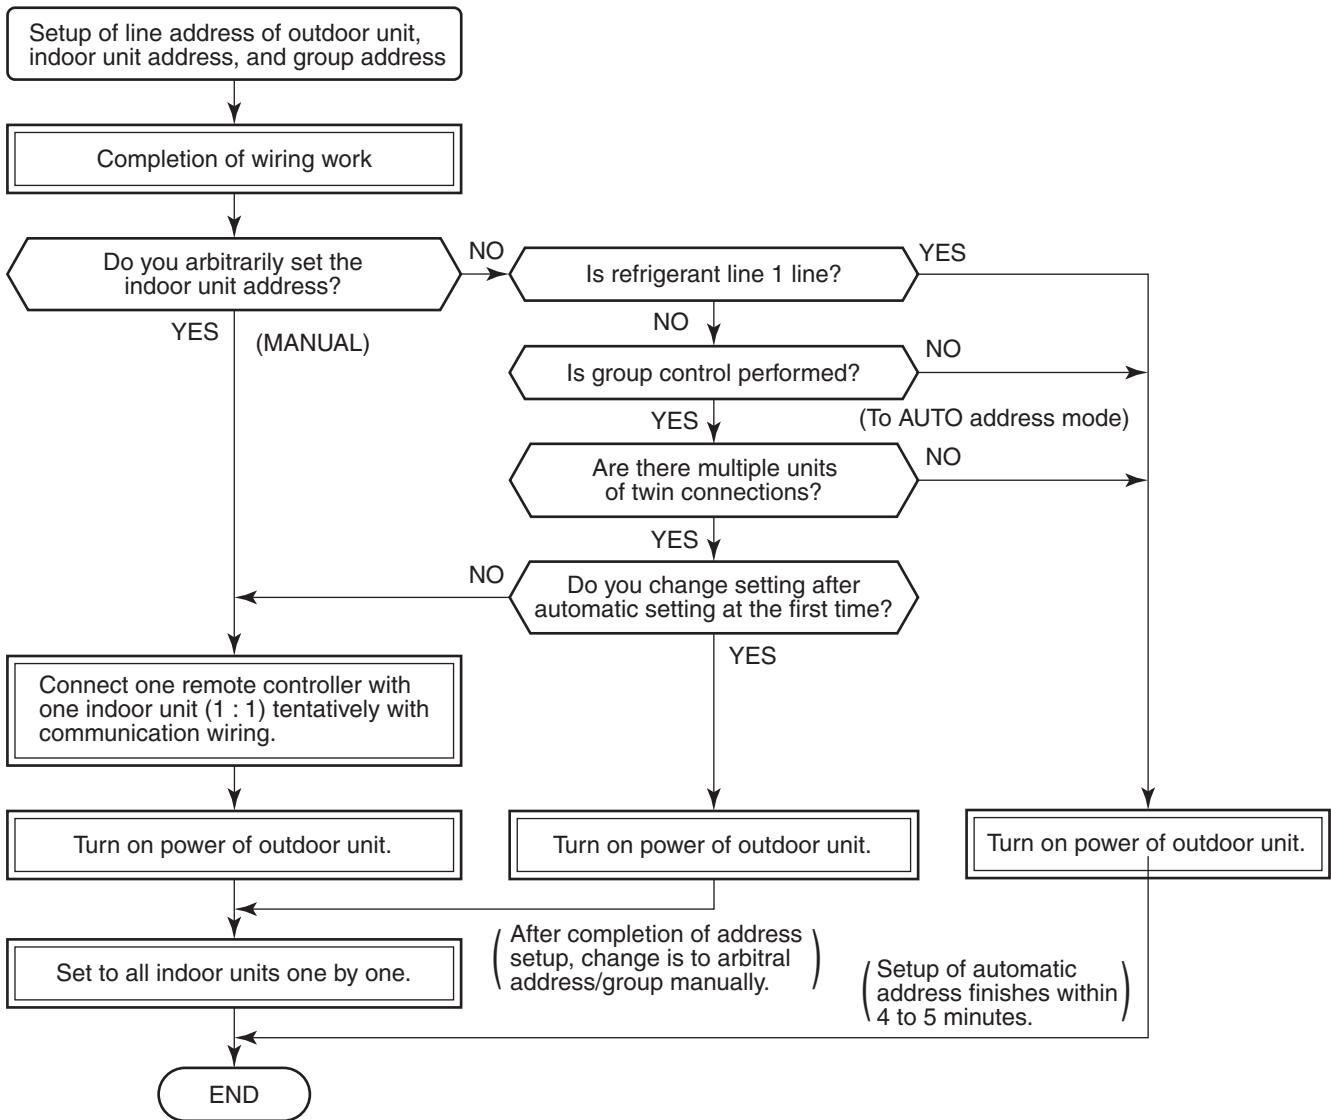 Setup of line address of outdoor unit,
indoor unit address, and group address
Completion of wiring work
Do you arbitrarily set the
indoor unit address?
NO
Is refrigerant line 1 line?
YES
YES
(MANUAL)
NO
Is group control performed?
NO
YES
(To AUTO address mode)
Are there multiple units
of twin connections?
NO
YES
NO
Do you change setting after
automatic setting at the first time?
YES
Connect one remote controller with
one indoor unit (1 : 1) tentatively with
communication wiring.
Turn on power of outdoor unit.
Turn on power of outdoor unit.
Turn on power of outdoor unit.
Set to all indoor units one by one.
( After completion of address
setup, change is to arbitral
address/group manually. )
( Setup of automatic
address finishes within
4 to 5 minutes. )
END